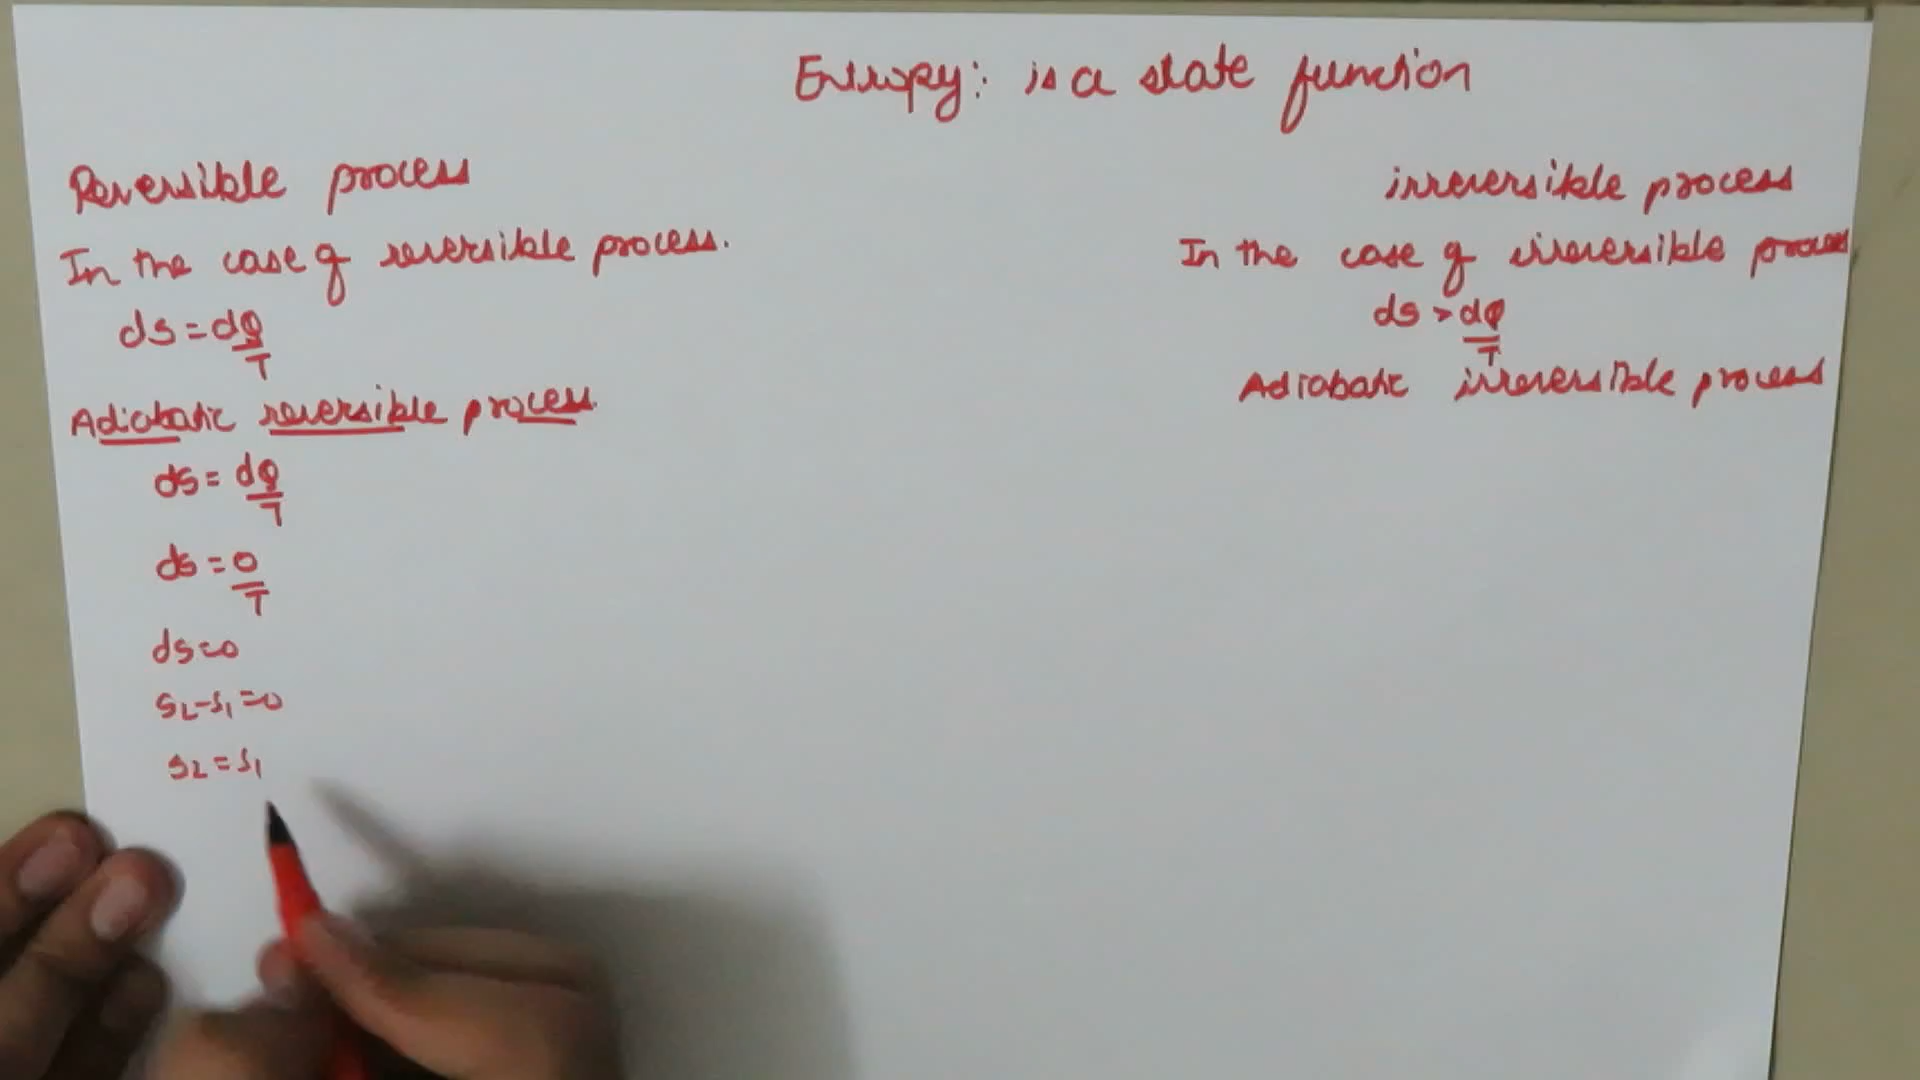 Entropy: is a state function
Reversible process
In the case of reversible process.
ds = dQ
T
Adiabatic reversible process.
ds = dQ
T
ds = 0
T
ds=0
S2-S1=0
S2=S1
irreversible process
In the case of irreversible process
ds > dQ
T
Adiabatic irreversible process